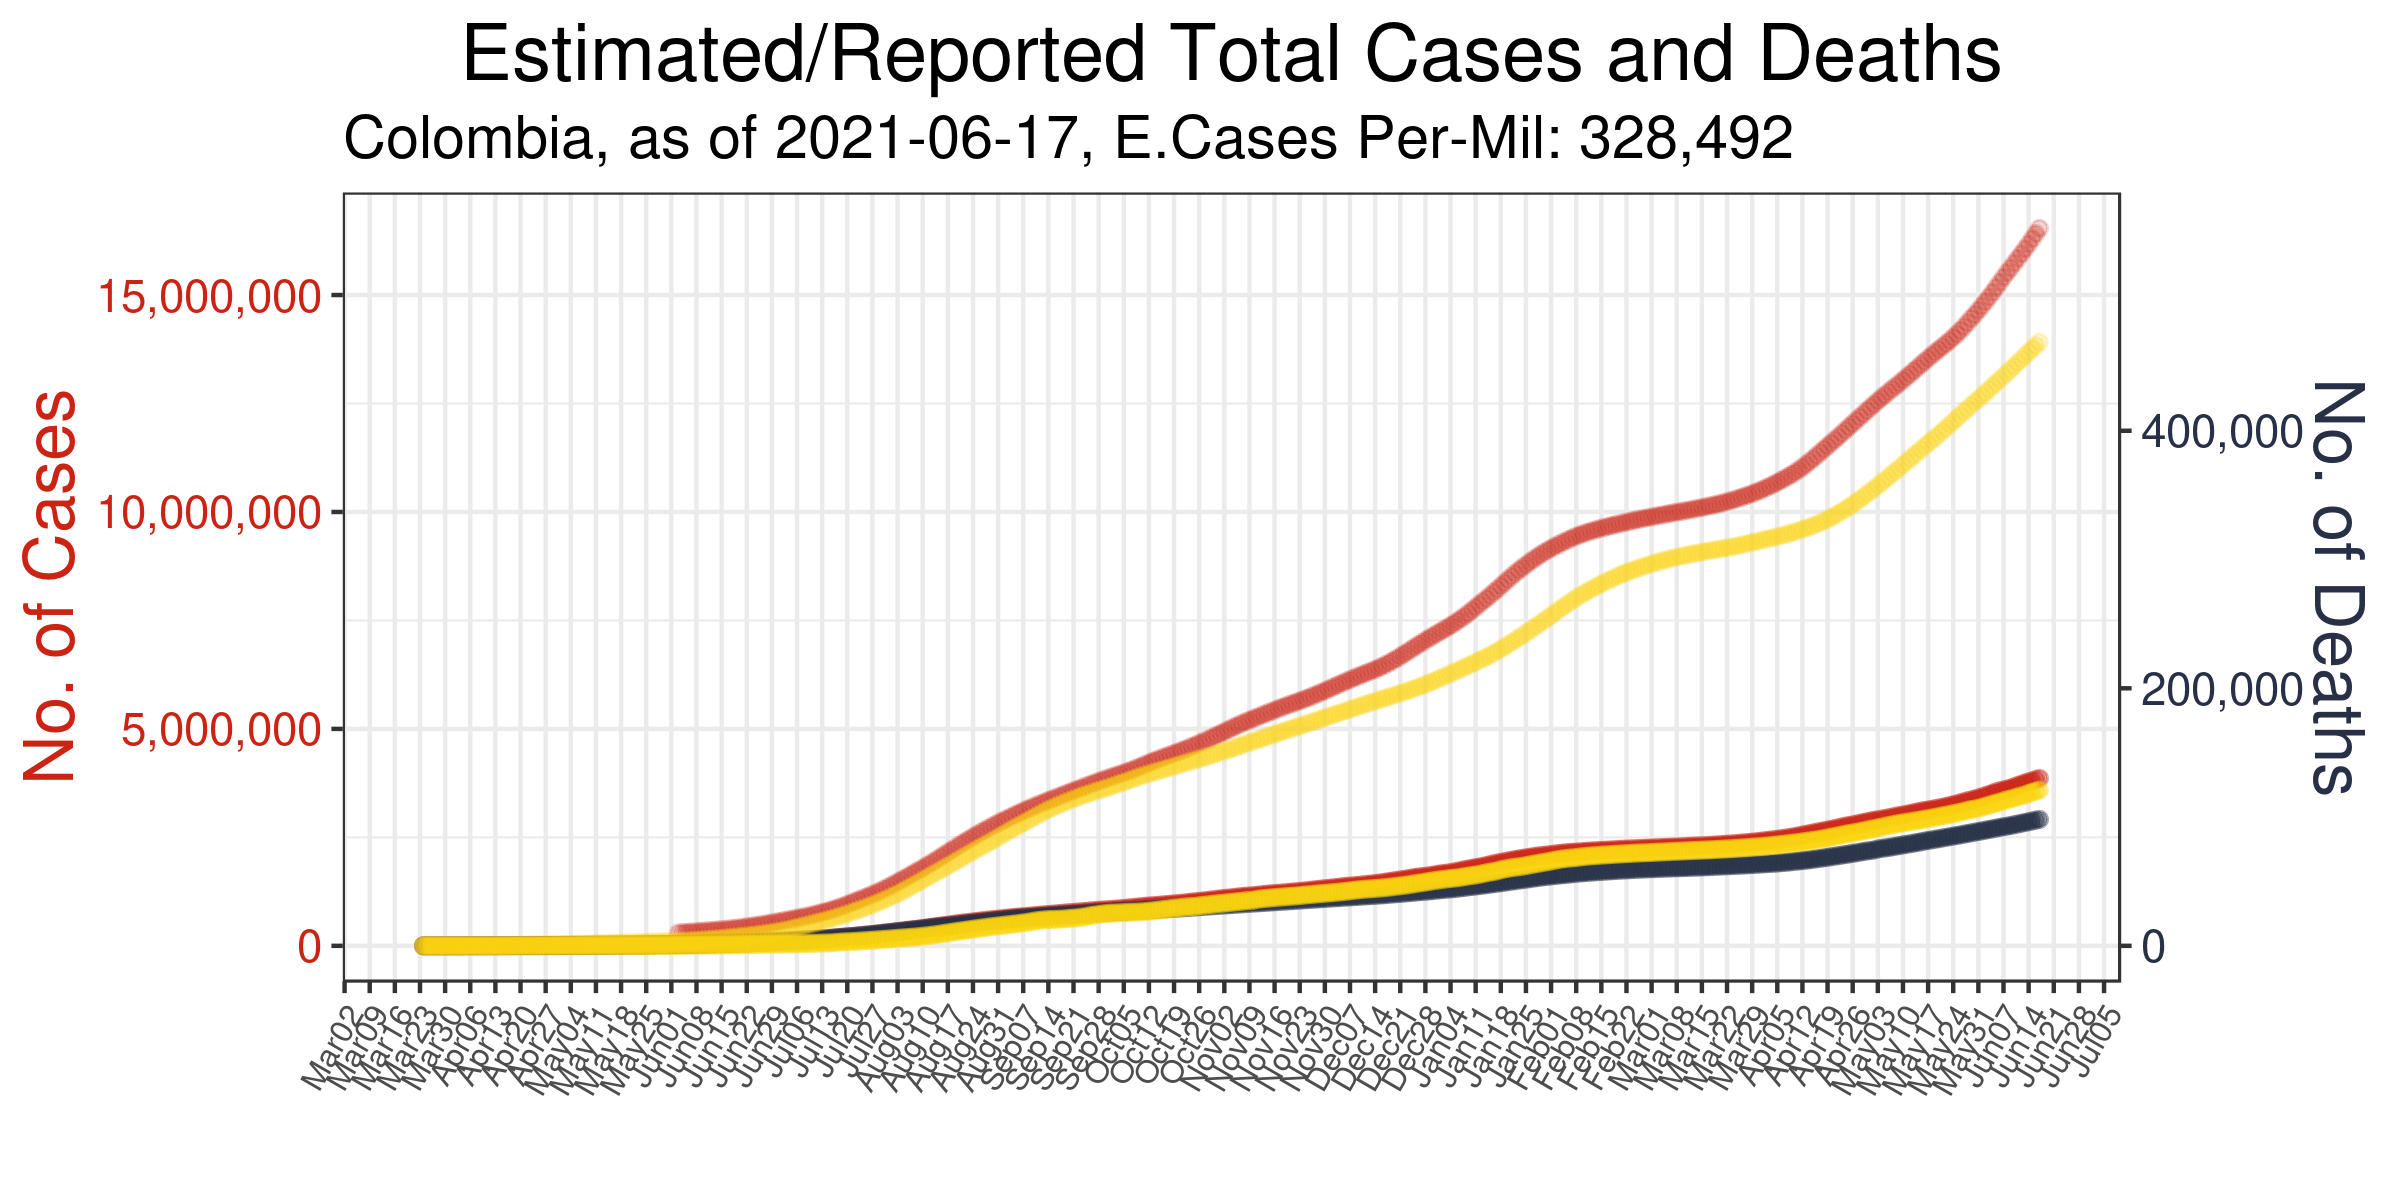 Estimated/Reported Total Cases and Deaths
Colombia, as of 2021-06-17, E.Cases Per-Mil: 328,492
No. of Cases
15,000,000
10,000,000
5,000,000
0
400,000
200,000
0
No. of Deaths
Mar02
Mar09
Mar16
Mar23
Mar30
Apr06
Apr13
Apr20
Apr27
May04
May11
May18
May25
Jun01
Jun08
Jun15
Jun22
Jun29
Jul06
Jul13
Jul20
Jul27
Aug03
Aug10
Aug17
Aug24
Aug31
Sep07
Sep14
Sep21
Sep28
Oct05
Oct12
Oct19
Oct26
Nov02
Nov09
Nov16
Nov23
Nov30
Dec07
Dec14
Dec21
Dec28
Jan04
Jan11
Jan18
Jan25
Feb01
Feb08
Feb15
Feb22
Mar01
Mar08
Mar15
Mar22
Mar29
Apr05
Apr12
Apr19
Apr26
May03
May10
May17
May24
May31
Jun07
Jun14
Jun21
Jun28
Jul05